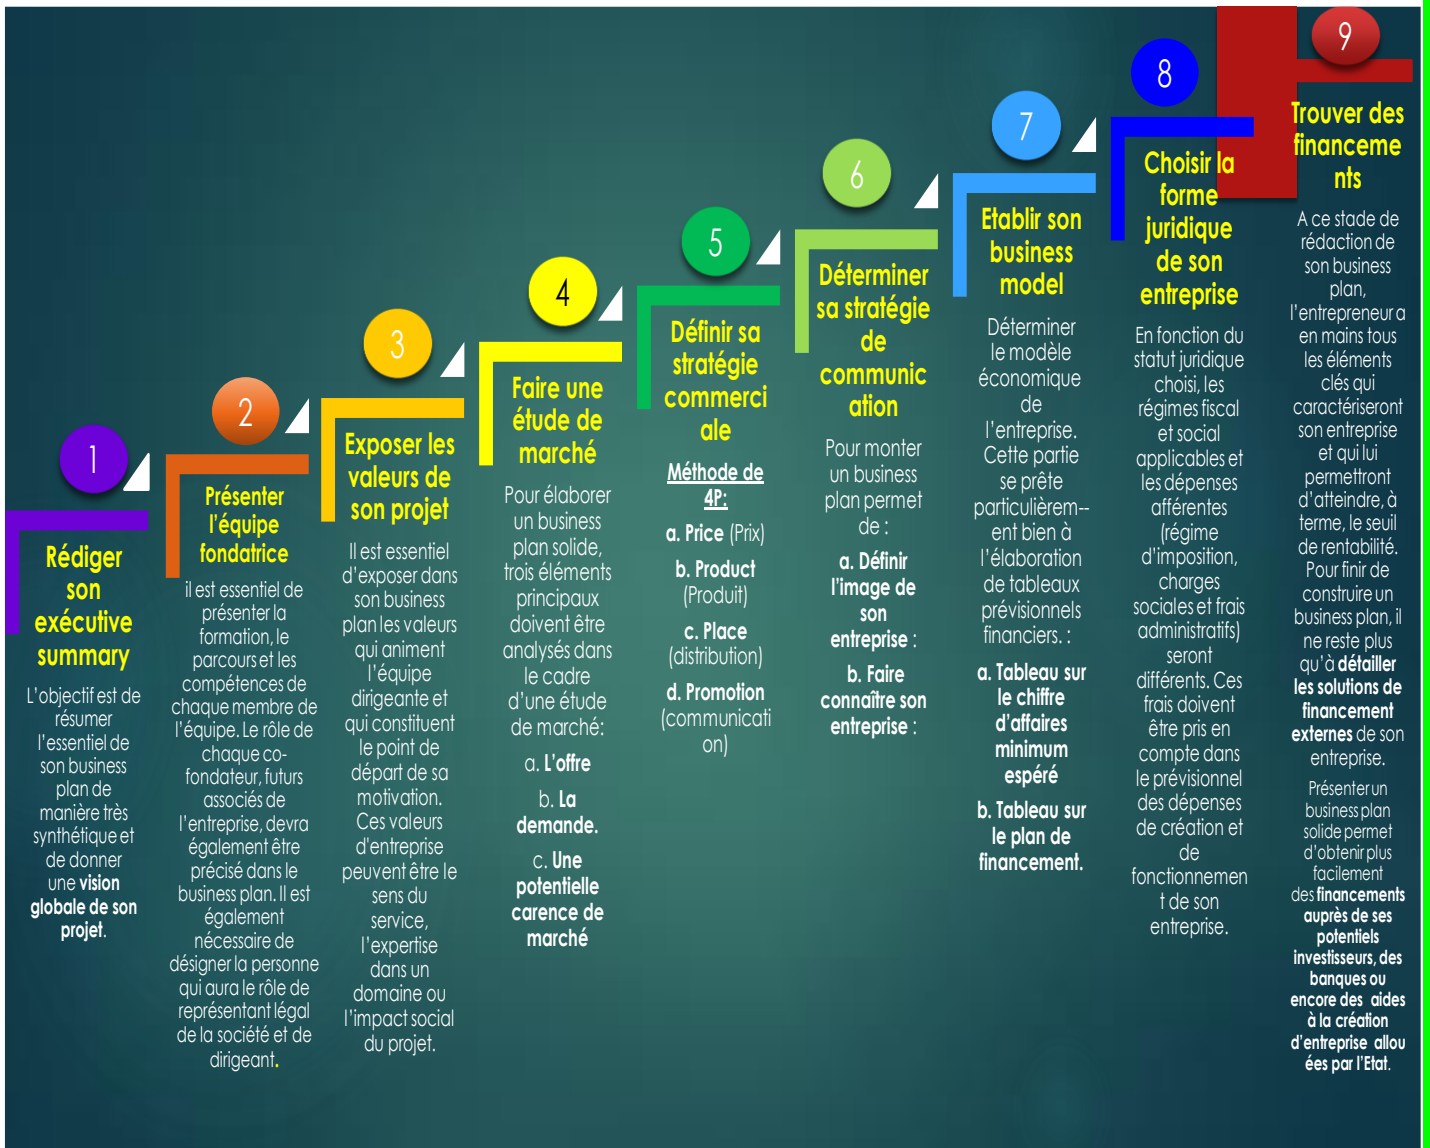 1
Rédiger
son
exécutive
summary
L'objectif est de
résumer
l'essentiel de
son business
plan de
manière très
synthétique et
de donner
une vision
globale de son
projet.
2
Présenter
l'équipe
fondatrice
il est essentiel de
présenter la
formation, le
parcours et les
compétences de
chaque membre de
l'équipe. Le rôle de
chaque co-
fondateur, futurs
associés de
l'entreprise, devra
également être
précisé dans le
business plan. Il est
également
nécessaire de
désigner la personne
qui aura le rôle de
représentant légal
de la société et de
dirigeant.
3
Exposer les
valeurs de
son projet
Il est essentiel
d'exposer dans
son business
plan les valeurs
qui animent
l'équipe
dirigeante et
qui constituent
le point de
départ de sa
motivation.
Ces valeurs
d'entreprise
peuvent être le
sens du
service,
l'expertise
dans un
domaine ou
l'impact social
du projet.
4
Faire une
étude de
marché
Pour élaborer
un business
plan solide,
trois éléments
principaux
doivent être
analysés dans
le cadre
d'une étude
de marché:
a. L'offre
b. La
demande.
c. Une
potentielle
carence de
marché
5
Définir sa
stratégie
commerci
ale
Méthode de
4P:
a. Price (Prix)
b. Product
(Produit)
c. Place
(distribution)
d. Promotion
(communicati
on)
6
Déterminer
sa stratégie
de
communic
ation
Pour monter
un business
plan permet
de :
a. Définir
l'image de
son
entreprise :
b. Faire
connaître son
entreprise :
7
Etablir son
business
model
Déterminer
le modèle
économique
de
l'entreprise.
Cette partie
se prête
particulièrem--
ent bien à
l'élaboration
de tableaux
prévisionnels
financiers. :
a. Tableau sur
le chiffre
d'affaires
minimum
espéré
b. Tableau sur
le plan de
financement.
8
Choisir la
forme
juridique
de son
entreprise
En fonction du
statut juridique
choisi, les
régimes fiscal
et social
applicables et
les dépenses
afférentes
(régime
d'imposition,
charges
sociales et frais
administratifs)
seront
différents. Ces
frais doivent
être pris en
compte dans
le prévisionnel
des dépenses
de création et
de
fonctionnemen
t de son
entreprise.
9
Trouver des
financeme
nts
A ce stade de
rédaction de
son business
plan,
l'entrepreneur a
en mains tous
les éléments
clés qui
caractériseront
son entreprise
et qui lui
permettront
d'atteindre, à
terme, le seuil
de rentabilité.
Pour finir de
construire un
business plan, il
ne reste plus
qu'à détailler
les solutions de
financement
externes de son
entreprise.
Présenter un
business plan
solide permet
d'obtenir plus
facilement
des financements
auprès de ses
potentiels
investisseurs, des
banques ou
encore des aides
à la création
d'entreprise allou
ées par l'Etat.